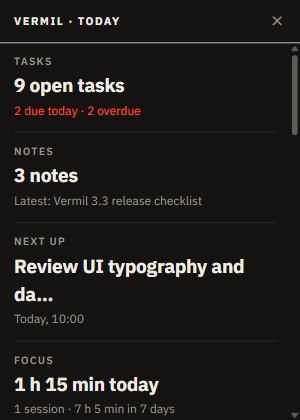 VERMIL · TODAY
TASKS
9 open tasks
2 due today · 2 overdue
NOTES
3 notes
Latest: Vermil 3.3 release checklist
NEXT UP
Review UI typography and
da...
Today, 10:00
FOCUS
1 h 15 min today
1 session · 7 h 5 min in 7 days